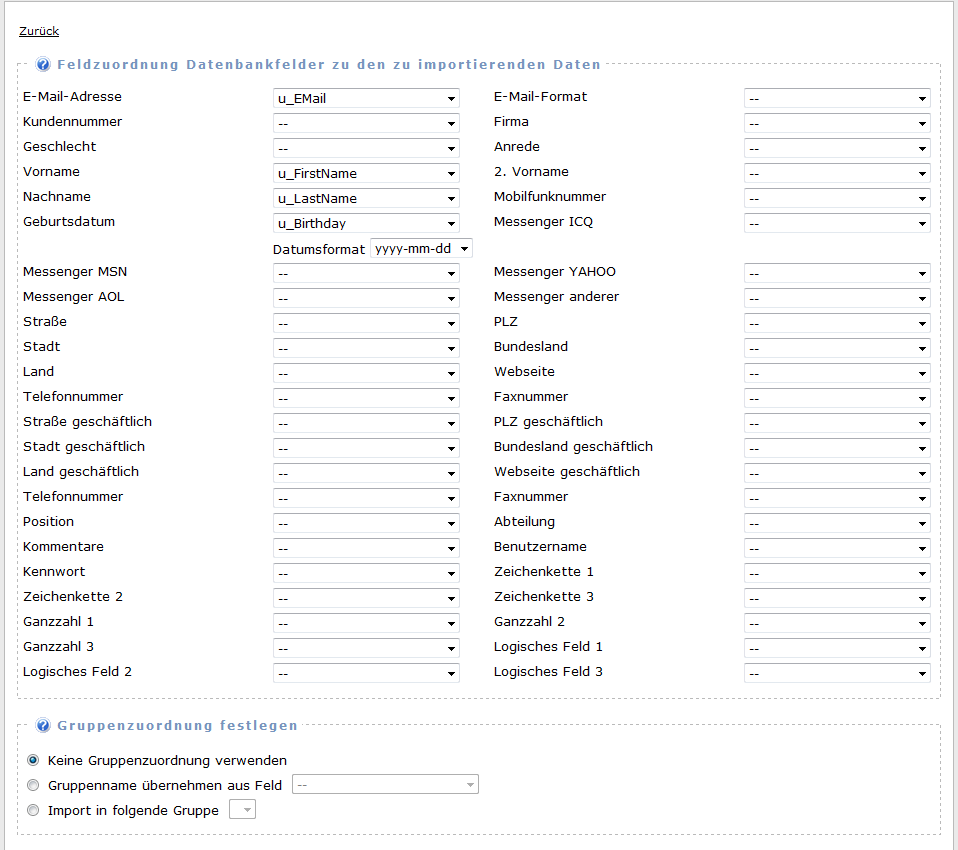 Zurück
Feldzuordnung Datenbankfelder zu den zu importierenden Daten
E-Mail-Adresse u_EMail E-Mail-Format --
Kundennummer -- Firma --
Geschlecht -- Anrede --
Vorname u_FirstName 2. Vorname --
Nachname u_LastName Mobilfunknummer --
Geburtsdatum u_Birthday Messenger ICQ --
Datumsformat yyyy-mm-dd
Messenger MSN -- Messenger YAHOO --
Messenger AOL -- Messenger anderer --
Straße -- PLZ --
Stadt -- Bundesland --
Land -- Webseite --
Telefonnummer -- Faxnummer --
Straße geschäftlich -- PLZ geschäftlich --
Stadt geschäftlich -- Bundesland geschäftlich --
Land geschäftlich -- Webseite geschäftlich --
Telefonnummer -- Faxnummer --
Position -- Abteilung --
Kommentare -- Benutzername --
Kennwort -- Zeichenkette 1 --
Zeichenkette 2 -- Zeichenkette 3 --
Ganzzahl 1 -- Ganzzahl 2 --
Ganzzahl 3 -- Logisches Feld 1 --
Logisches Feld 2 -- Logisches Feld 3 --
Gruppenzuordnung festlegen
Keine Gruppenzuordnung verwenden
Gruppenname übernehmen aus Feld --
Import in folgende Gruppe